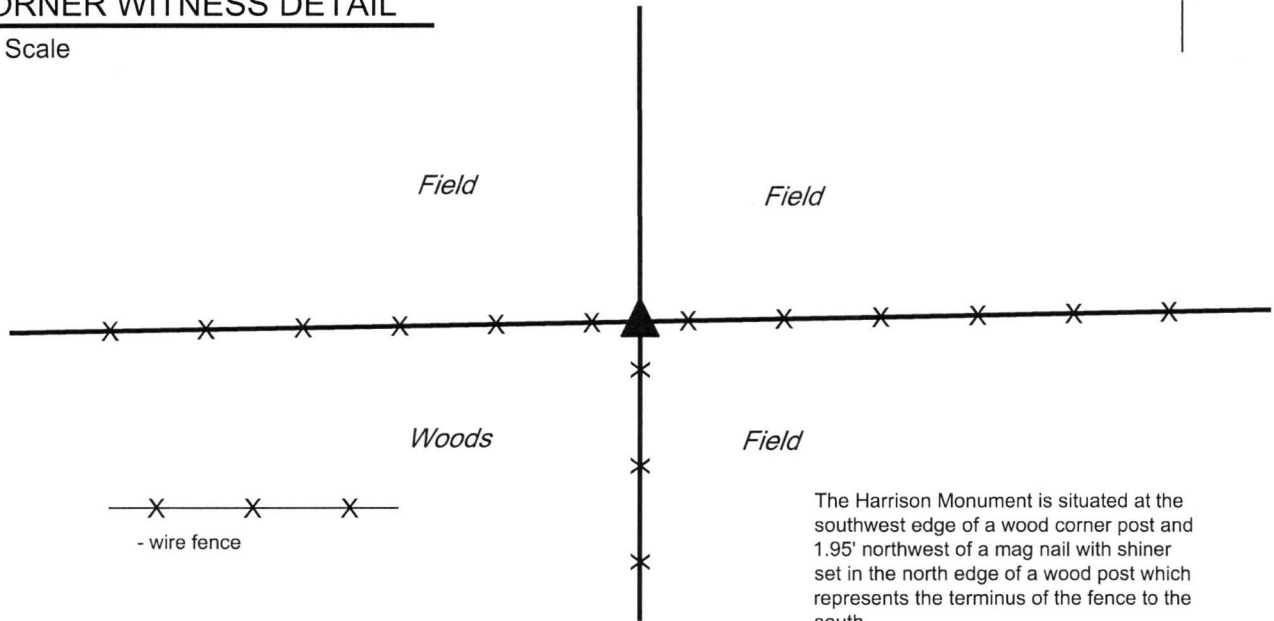 ORNER WITNESS DETAIL
Scale
Field
Field
Woods
Field
- wire fence
The Harrison Monument is situated at the
southwest edge of a wood corner post and
1.95' northwest of a mag nail with shiner
set in the north edge of a wood post which
represents the terminus of the fence to the
south